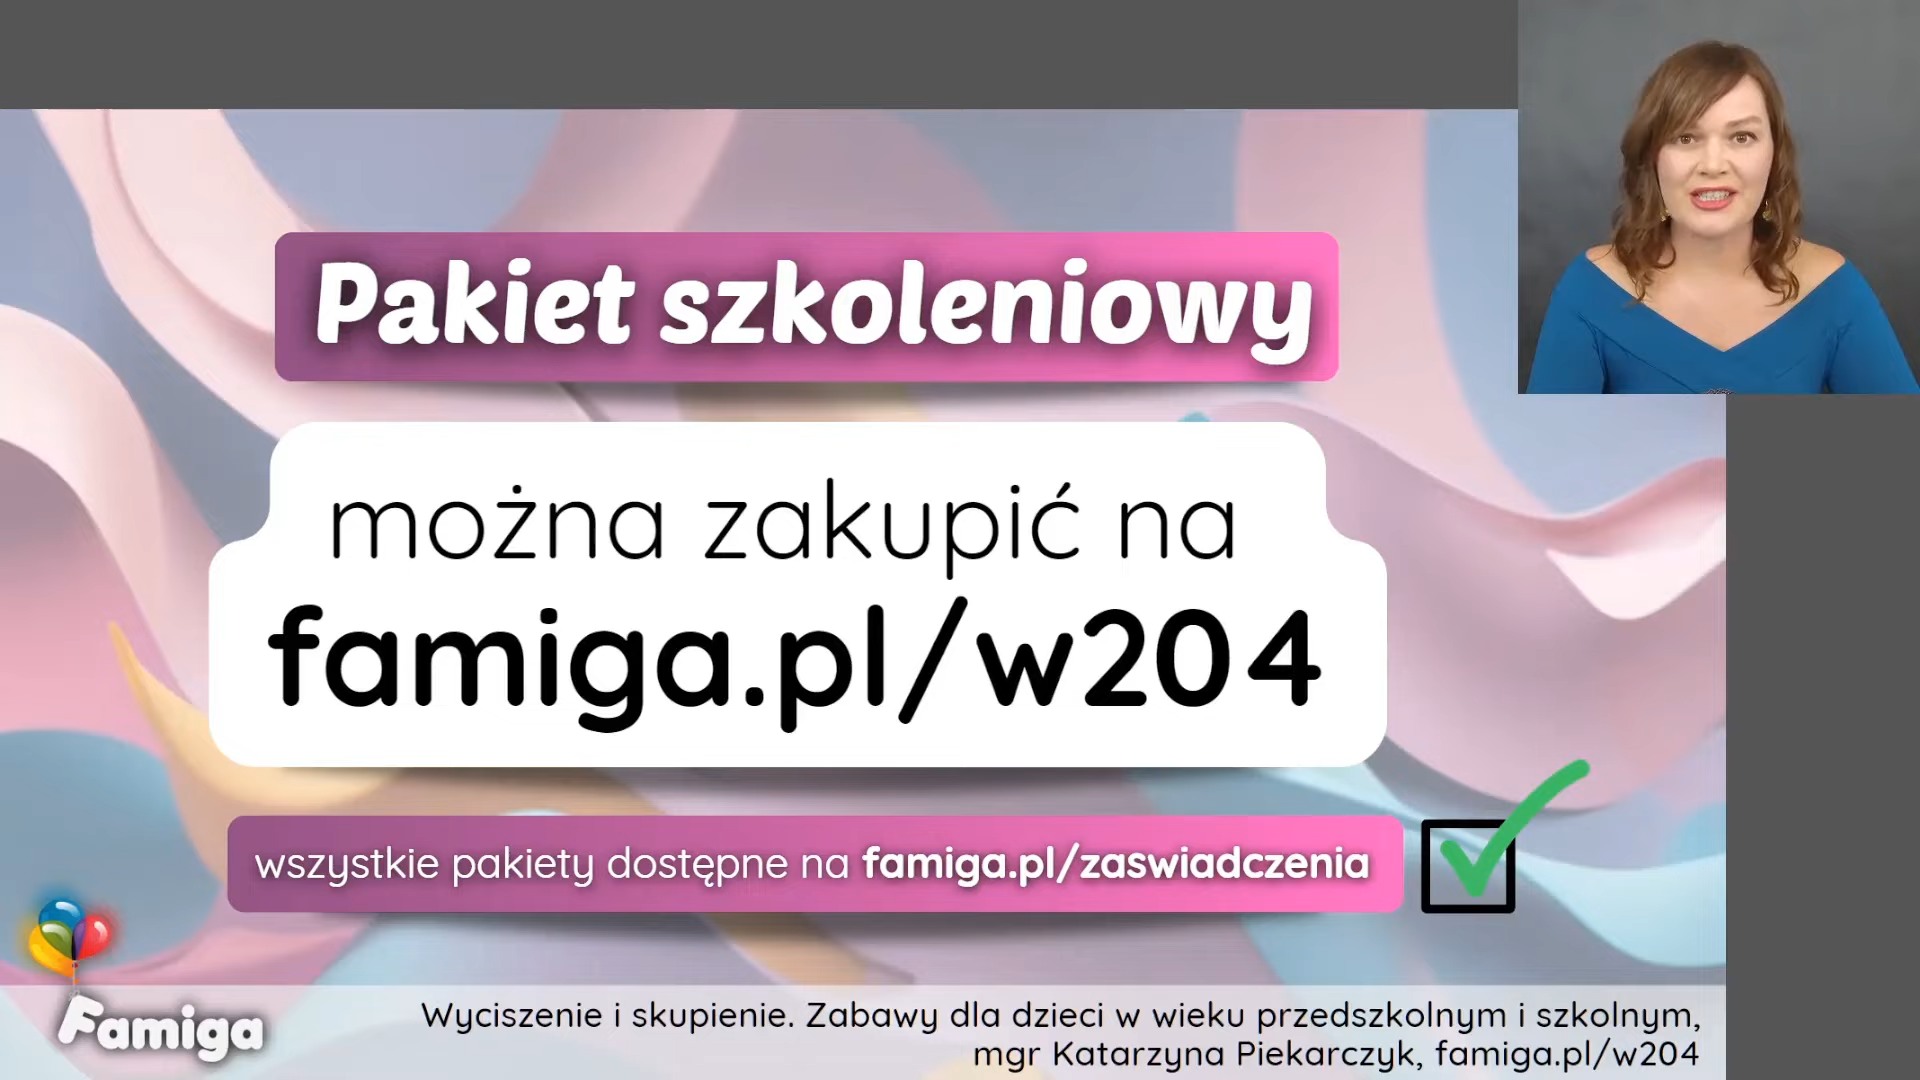 Pakiet szkoleniowy
można zakupić na
famiga.pl/w204
wszystkie pakiety dostępne na famiga.pl/zaswiadczenia
Famiga
Wyciszenie i skupienie. Zabawy dla dzieci w wieku przedszkolnym i szkolnym,
mgr Katarzyna Piekarczyk, famiga.pl/w204